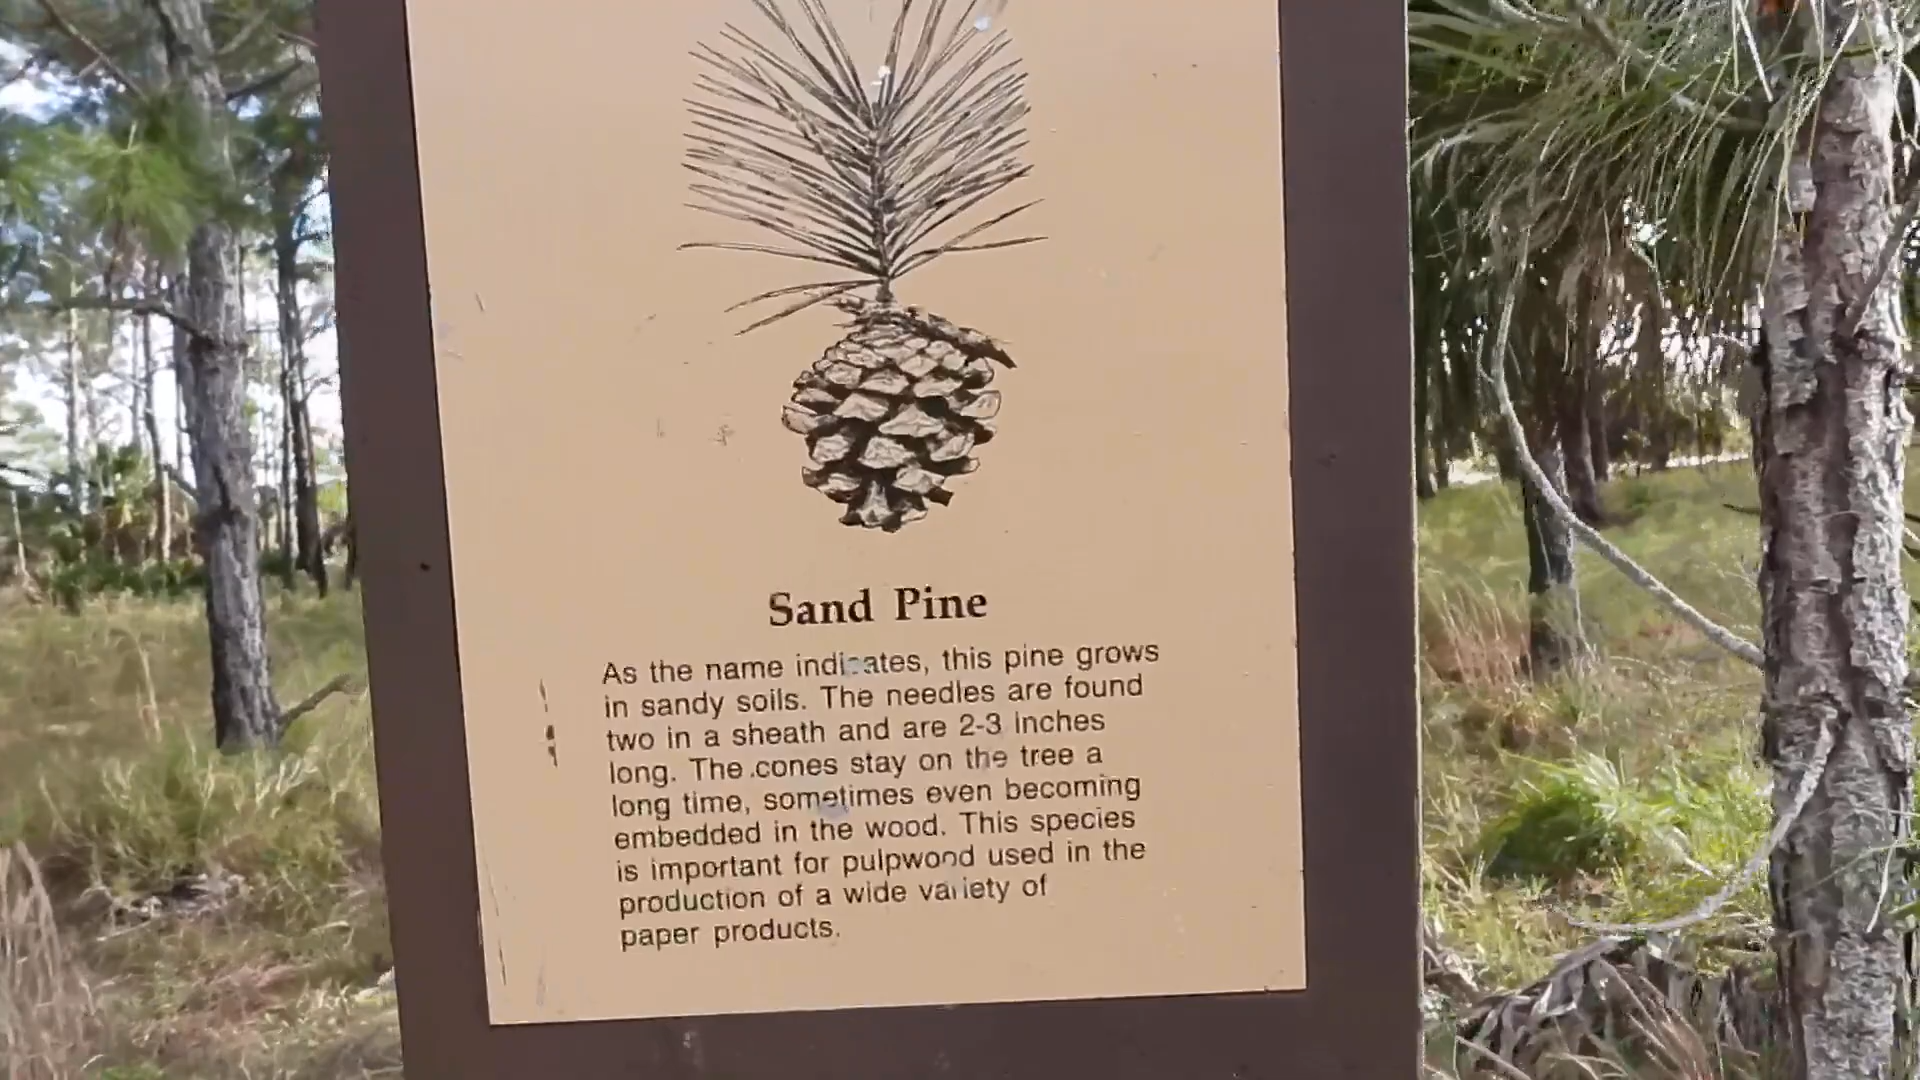 Sand Pine
As the name indicates, this pine grows
in sandy soils. The needles are found
two in a sheath and are 2-3 inches
long. The cones stay on the tree a
long time, sometimes even becoming
embedded in the wood. This species
is important for pulpwood used in the
production of a wide variety of
paper products.